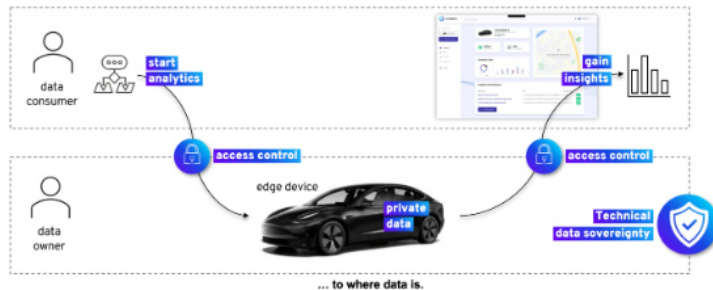 start
analytics
data
consumer
gain
insights
access control
access control
edge device
private
data
data
owner
Technical
data sovereignty
... to where data is.